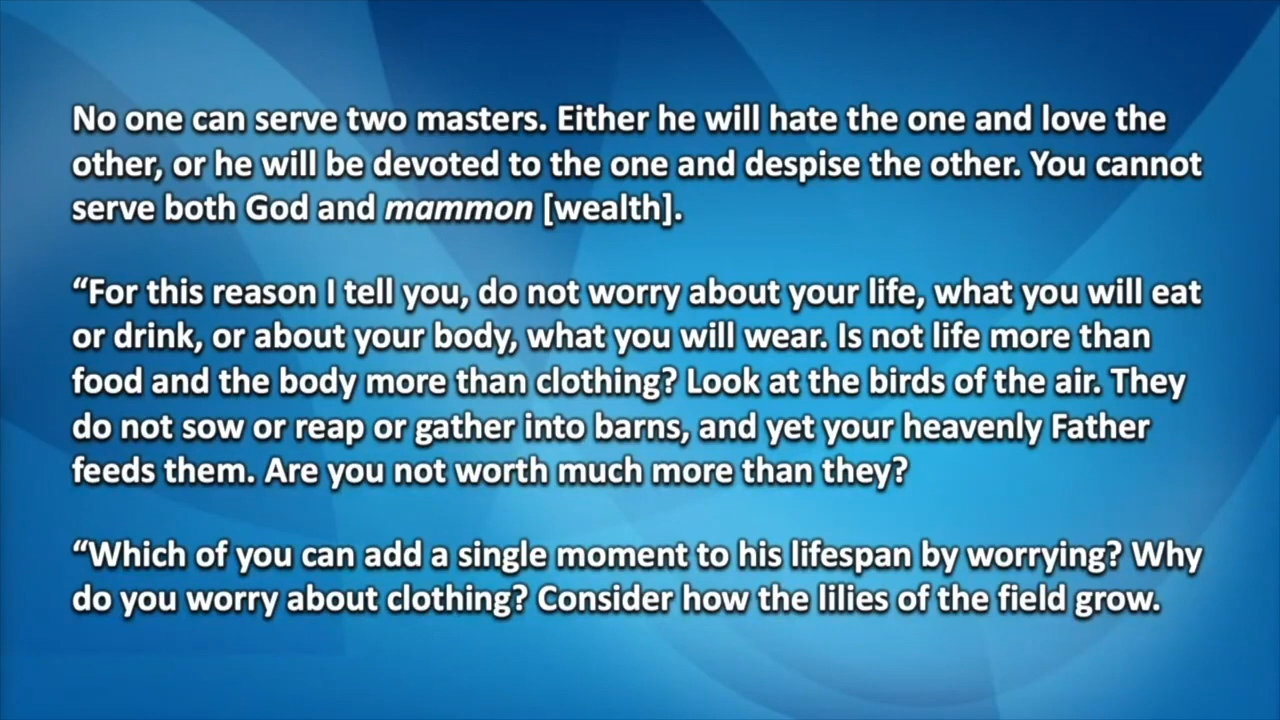 No one can serve two masters. Either he will hate the one and love the
other, or he will be devoted to the one and despise the other. You cannot
serve both God and mammon [wealth].
“For this reason I tell you, do not worry about your life, what you will eat
or drink, or about your body, what you will wear. Is not life more than
food and the body more than clothing? Look at the birds of the air. They
do not sow or reap or gather into barns, and yet your heavenly Father
feeds them. Are you not worth much more than they?
“Which of you can add a single moment to his lifespan by worrying? Why
do you worry about clothing? Consider how the lilies of the field grow.